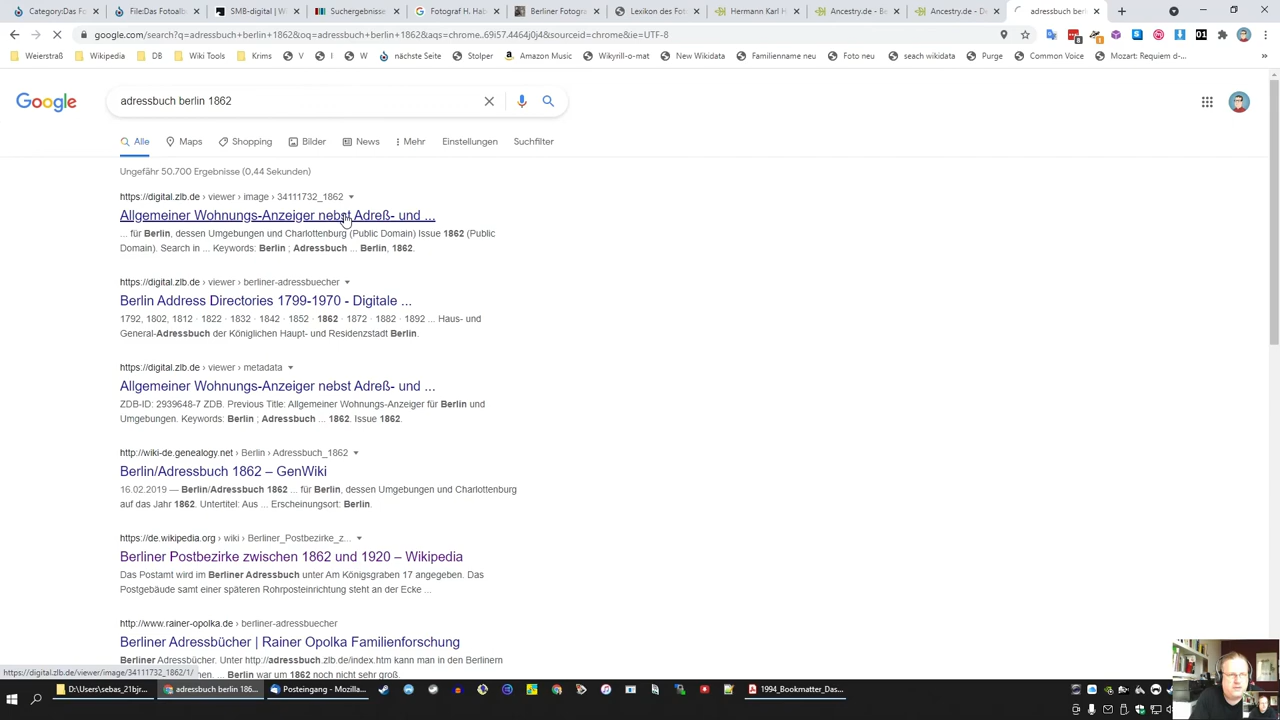 Category:Das Fo
File:Das Fotoalb
SMB-digital | W
Suchergebnisse
Fotograf H. Hab
Berliner Fotogra
Lexikon des Fot
Hermann Karl H
Ancestry.de - Be
Ancestry.de - D
adressbuch berl
google.com/search?q=adressbuch+berlin+1862&oq=adressbuch+berlin+1862&aqs=chrome..69i57.4464j0j4&sourceid=chrome&ie=UTF-8
Weierstraß
Wikipedia
DB
Wiki Tools
Krims
V
I
W
nächste Seite
Stolper
Amazon Music
Wikyrill-o-mat
New Wikidata
Familienname neu
Foto neu
seach wikidata
Purge
Common Voice
Mozart: Requiem d-...
Google
adressbuch berlin 1862
Alle
Maps
Shopping
Bilder
News
Mehr
Einstellungen
Suchfilter
Ungefähr 50.700 Ergebnisse (0,44 Sekunden)
https://digital.zlb.de › viewer › image › 34111732_1862
Allgemeiner Wohnungs-Anzeiger nebst Adreß- und ...
... für Berlin, dessen Umgebungen und Charlottenburg (Public Domain) Issue 1862 (Public
Domain). Search in ... Keywords: Berlin ; Adressbuch ... Berlin, 1862.
https://digital.zlb.de › viewer › berliner-adressbuecher
Berlin Address Directories 1799-1970 - Digitale ...
1792, 1802, 1812 · 1822 · 1832 · 1842 · 1852 · 1862 · 1872 · 1882 · 1892 ... Haus- und
General-Adressbuch der Königlichen Haupt- und Residenzstadt Berlin.
https://digital.zlb.de › viewer › metadata
Allgemeiner Wohnungs-Anzeiger nebst Adreß- und ...
ZDB-ID: 2939648-7 ZDB. Previous Title: Allgemeiner Wohnungs-Anzeiger für Berlin und
Umgebungen. Keywords: Berlin ; Adressbuch ... 1862. Issue 1862.
http://wiki-de.genealogy.net › Berlin › Adressbuch_1862
Berlin/Adressbuch 1862 – GenWiki
16.02.2019 — Berlin/Adressbuch 1862 ... für Berlin, dessen Umgebungen und Charlottenburg
auf das Jahr 1862. Untertitel: Aus ... Erscheinungsort: Berlin.
https://de.wikipedia.org › wiki › Berliner_Postbezirke_z...
Berliner Postbezirke zwischen 1862 und 1920 – Wikipedia
Das Postamt wird im Berliner Adressbuch unter Am Königsgraben 17 angegeben. Das
Postgebäude samt einer späteren Rohrposteinrichtung steht an der Ecke ...
http://www.rainer-opolka.de › berliner-adressbuecher
Berliner Adressbücher | Rainer Opolka Familienforschung
Berliner Adressbücher. Unter http://adressbuch.zlb.de/index.htm kann man in den Berlinern
Berlin war um 1862 noch nicht sehr groß.
https://digital.zlb.de/viewer/image/34111732_1862/1/
D:\Users\sebas_21bjr...
adressbuch berlin 186...
Posteingang - Mozilla...
1994_Bookmatter_Das...